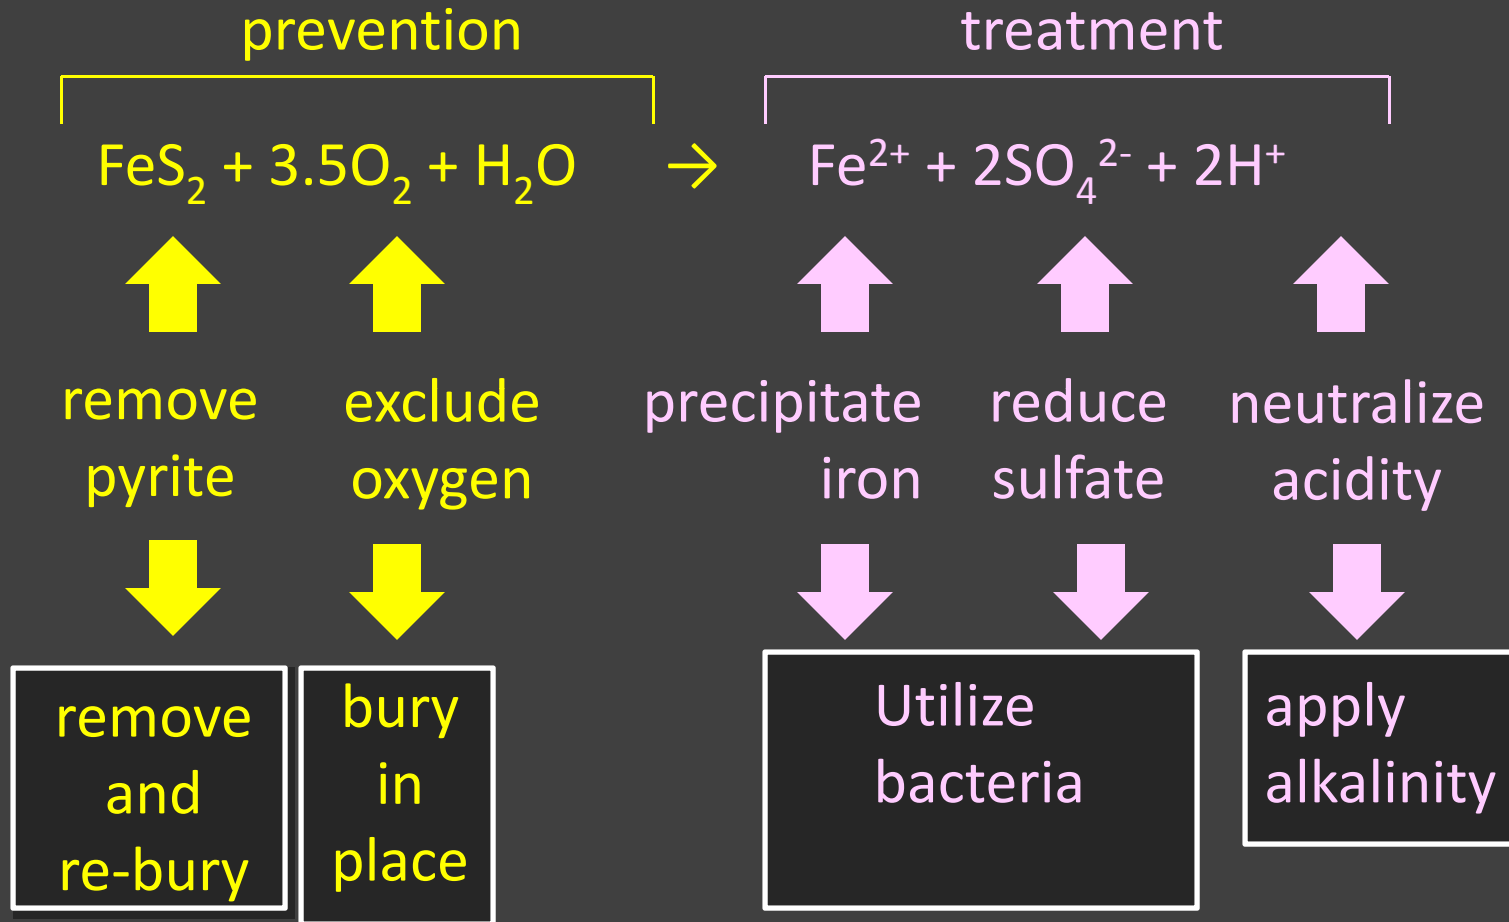 prevention
treatment
FeS₂ + 3.5O₂ + H₂O → Fe²⁺ + 2SO₄²⁻ + 2H⁺
remove
pyrite
exclude
oxygen
precipitate
iron
reduce
sulfate
neutralize
acidity
remove
and
re-bury
bury
in
place
Utilize
bacteria
apply
alkalinity